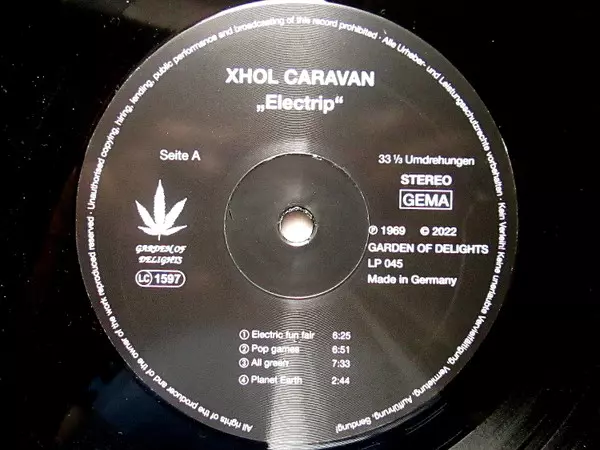 XHOL CARAVAN
„Electrip“
Seite A
33 ⅓ Umdrehungen
STEREO
GEMA
GARDEN OF
DELIGHTS
LC 1597
Ⓟ 1969 © 2022
GARDEN OF DELIGHTS
LP 045
Made in Germany
① Electric fun fair 6:25
② Pop games 6:51
③ All green 7:33
④ Planet Earth 2:44
All rights of the producer and of the owner of the work reproduced reserved · Unauthorised copying, hiring, lending, public performance and broadcasting of this record prohibited · Alle Urheber- und Leistungsschutzrechte vorbehalten · Kein Verleih! Keine unerlaubte Vervielfältigung, Vermietung, Aufführung, Sendung!